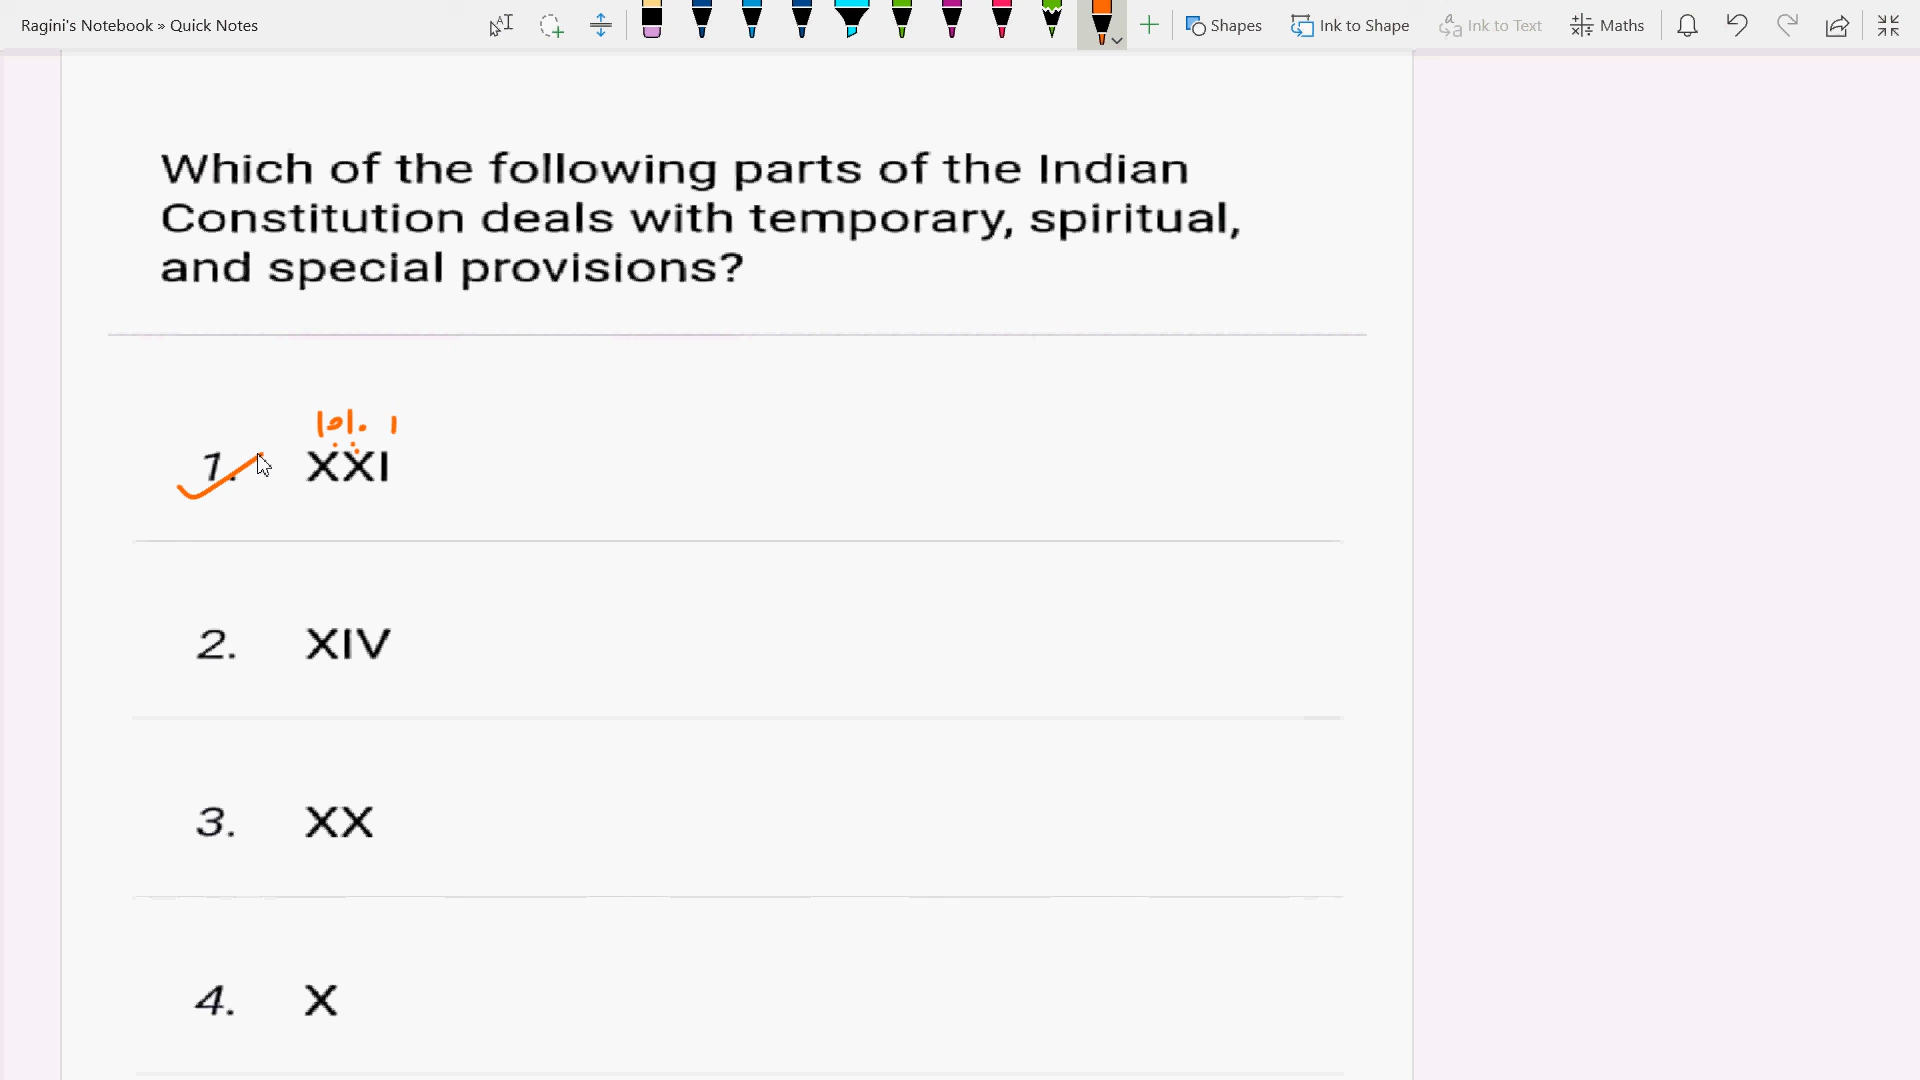 Ragini's Notebook » Quick Notes
Shapes
Ink to Shape
Ink to Text
Maths
Which of the following parts of the Indian
Constitution deals with temporary, spiritual,
and special provisions?
1. XXI
2. XIV
3. XX
4. X